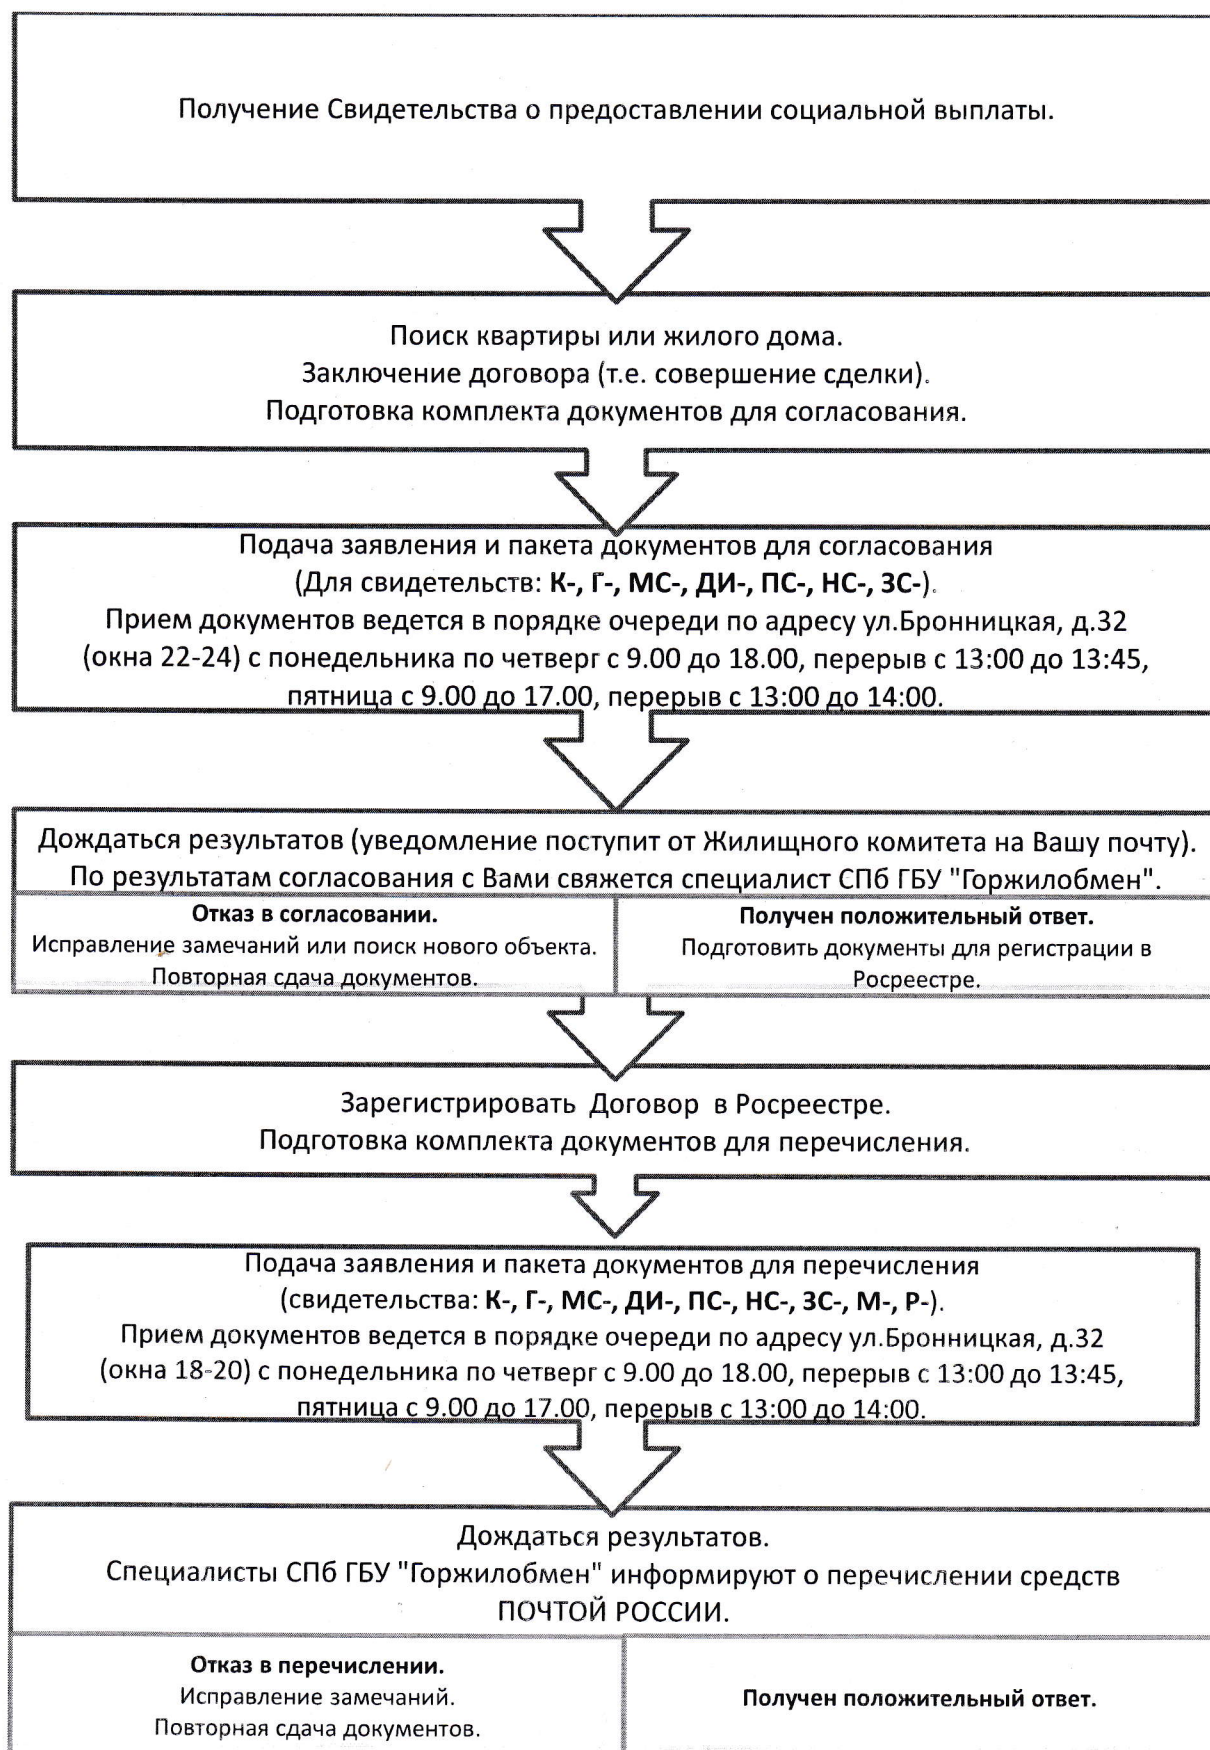 Получение Свидетельства о предоставлении социальной выплаты.
Поиск квартиры или жилого дома.
Заключение договора (т.е. совершение сделки).
Подготовка комплекта документов для согласования.
Подача заявления и пакета документов для согласования
(Для свидетельств: К-, Г-, МС-, ДИ-, ПС-, НС-, ЗС-).
Прием документов ведется в порядке очереди по адресу ул.Бронницкая, д.32
(окна 22-24) с понедельника по четверг с 9.00 до 18.00, перерыв с 13:00 до 13:45,
пятница с 9.00 до 17.00, перерыв с 13:00 до 14:00.
Дождаться результатов (уведомление поступит от Жилищного комитета на Вашу почту).
По результатам согласования с Вами свяжется специалист СПб ГБУ "Горжилобмен".
Отказ в согласовании.
Исправление замечаний или поиск нового объекта.
Повторная сдача документов.
Получен положительный ответ.
Подготовить документы для регистрации в
Росреестре.
Зарегистрировать Договор в Росреестре.
Подготовка комплекта документов для перечисления.
Подача заявления и пакета документов для перечисления
(свидетельства: К-, Г-, МС-, ДИ-, ПС-, НС-, ЗС-, М-, Р-).
Прием документов ведется в порядке очереди по адресу ул.Бронницкая, д.32
(окна 18-20) с понедельника по четверг с 9.00 до 18.00, перерыв с 13:00 до 13:45,
пятница с 9.00 до 17.00, перерыв с 13:00 до 14:00.
Дождаться результатов.
Специалисты СПб ГБУ "Горжилобмен" информируют о перечислении средств
ПОЧТОЙ РОССИИ.
Отказ в перечислении.
Исправление замечаний.
Повторная сдача документов.
Получен положительный ответ.